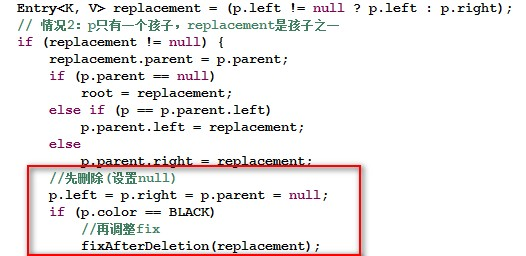 Entry<K, V> replacement = (p.left != null ? p.left : p.right);
// 情况2：p只有一个孩子，replacement是孩子之一
if (replacement != null) {
replacement.parent = p.parent;
if (p.parent == null)
root = replacement;
else if (p == p.parent.left)
p.parent.left = replacement;
else
p.parent.right = replacement;
//先删除(设置null)
p.left = p.right = p.parent = null;
if (p.color == BLACK)
//再调整fix
fixAfterDeletion(replacement);